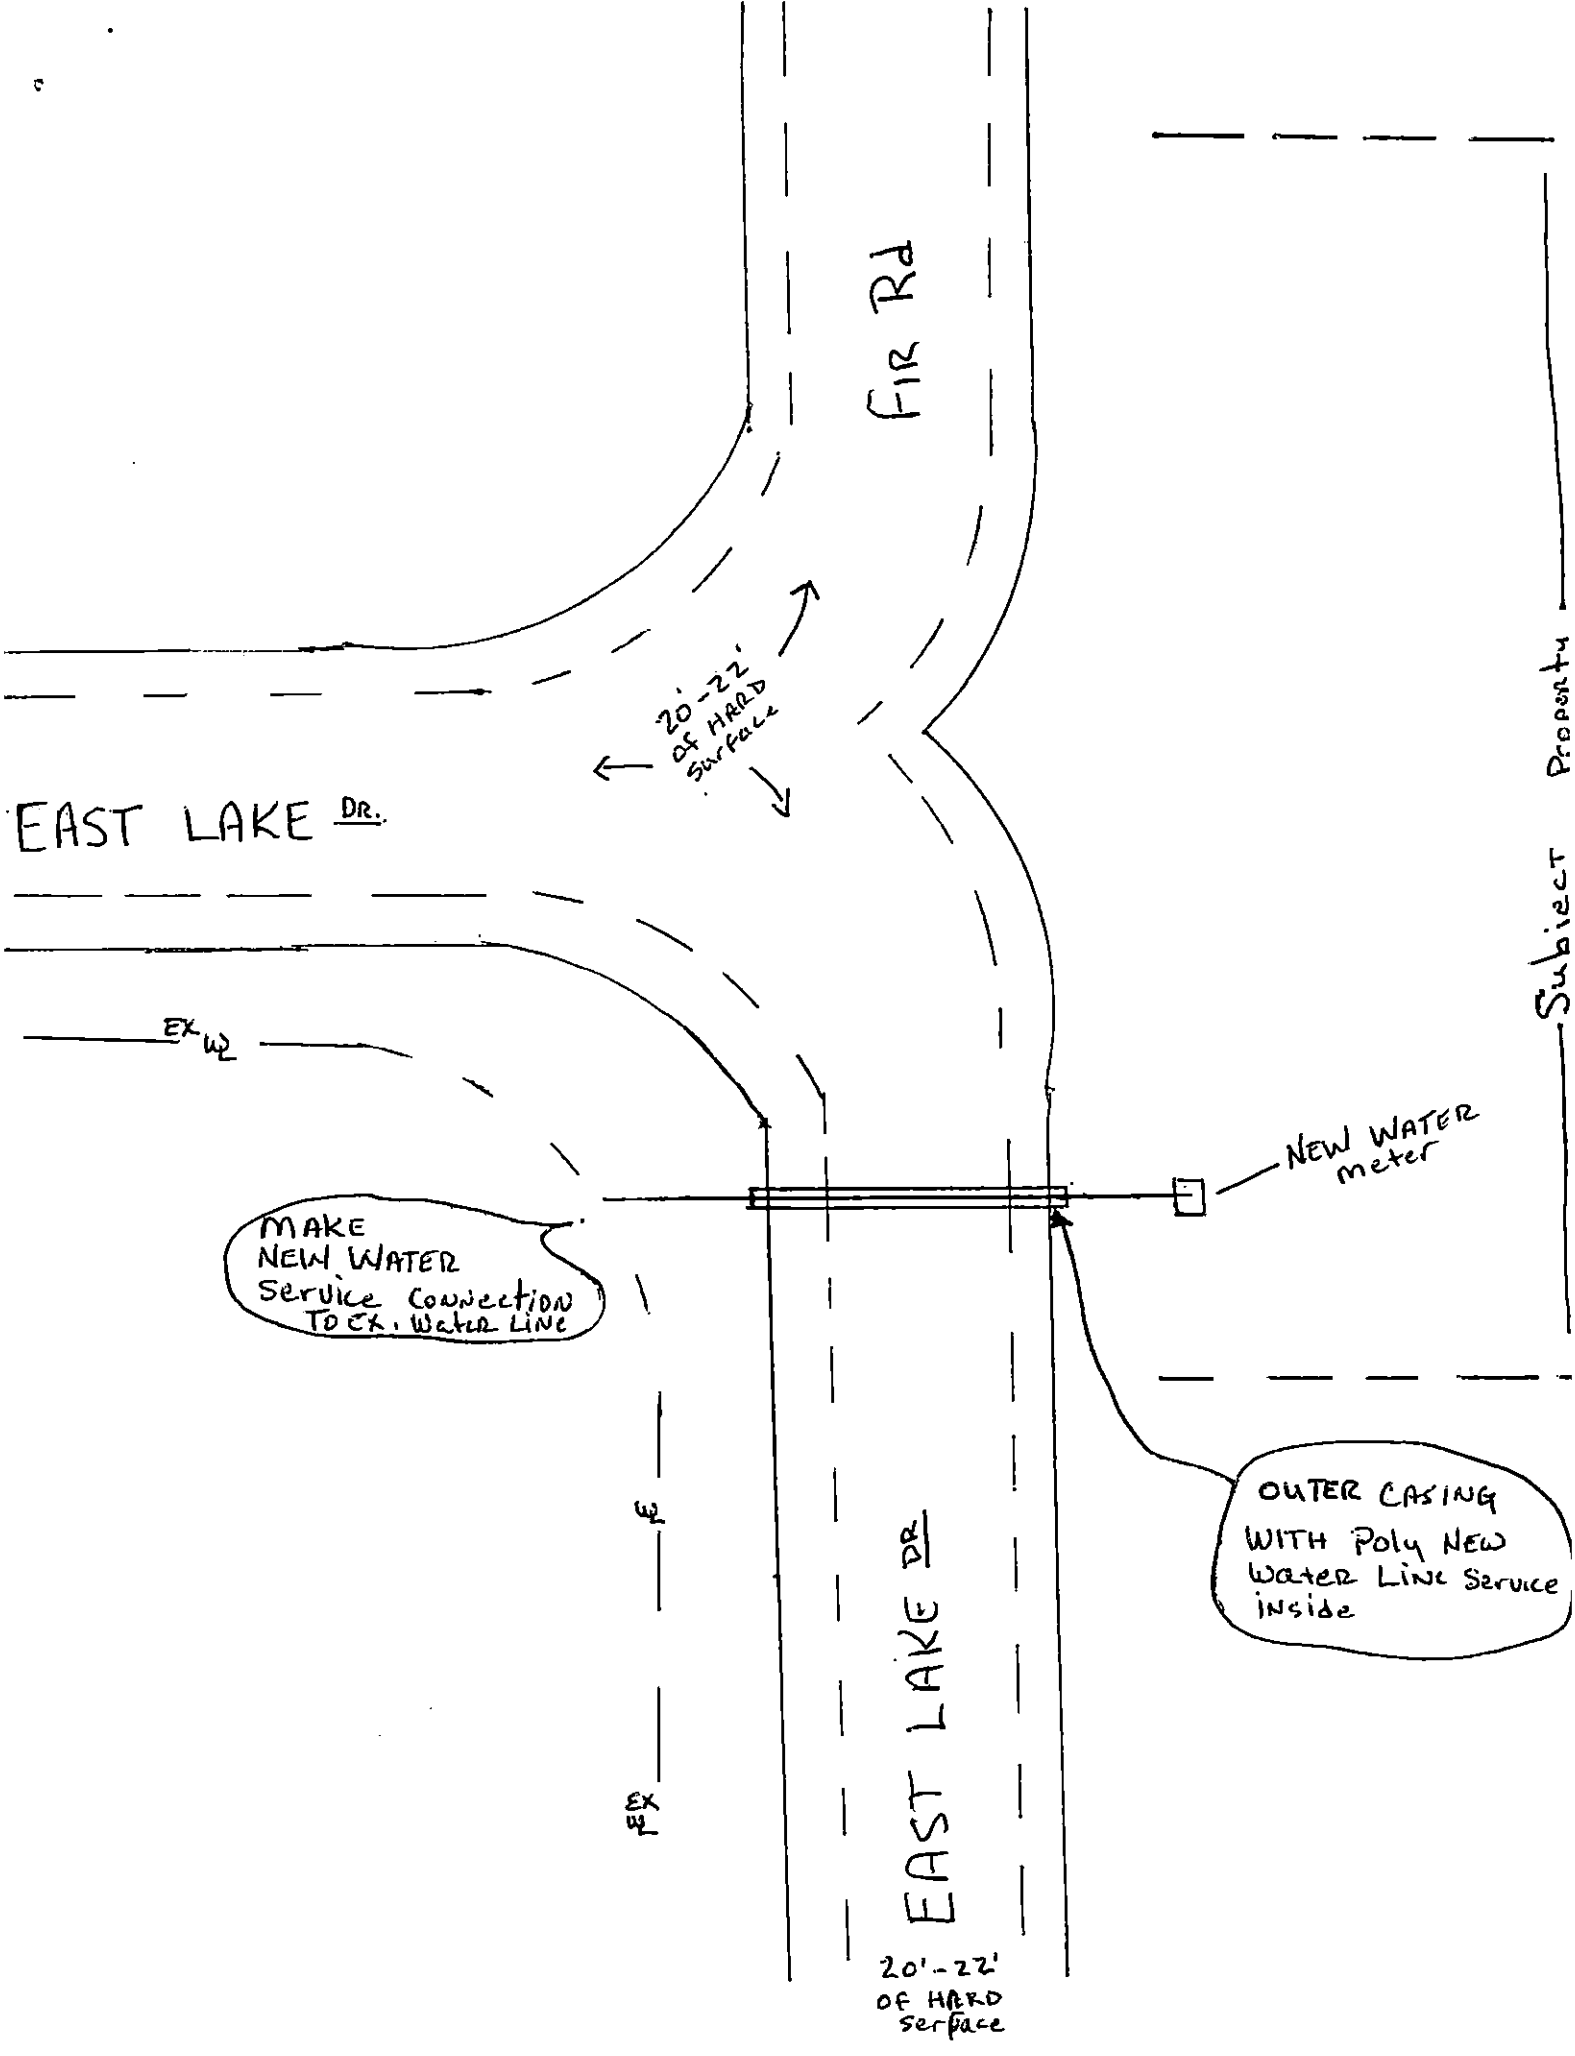 FIR Rd
20'-22'
of HARD
surface
EAST LAKE DR.
Subject Property
EX WL
NEW WATER
meter
MAKE
NEW WATER
Service Connection
TO EX. Water Line
WL
OUTER CASING
WITH Poly NEW
Water Line Service
inside
EX
WL
EAST LAKE DR
20'-22'
OF HARD
serface